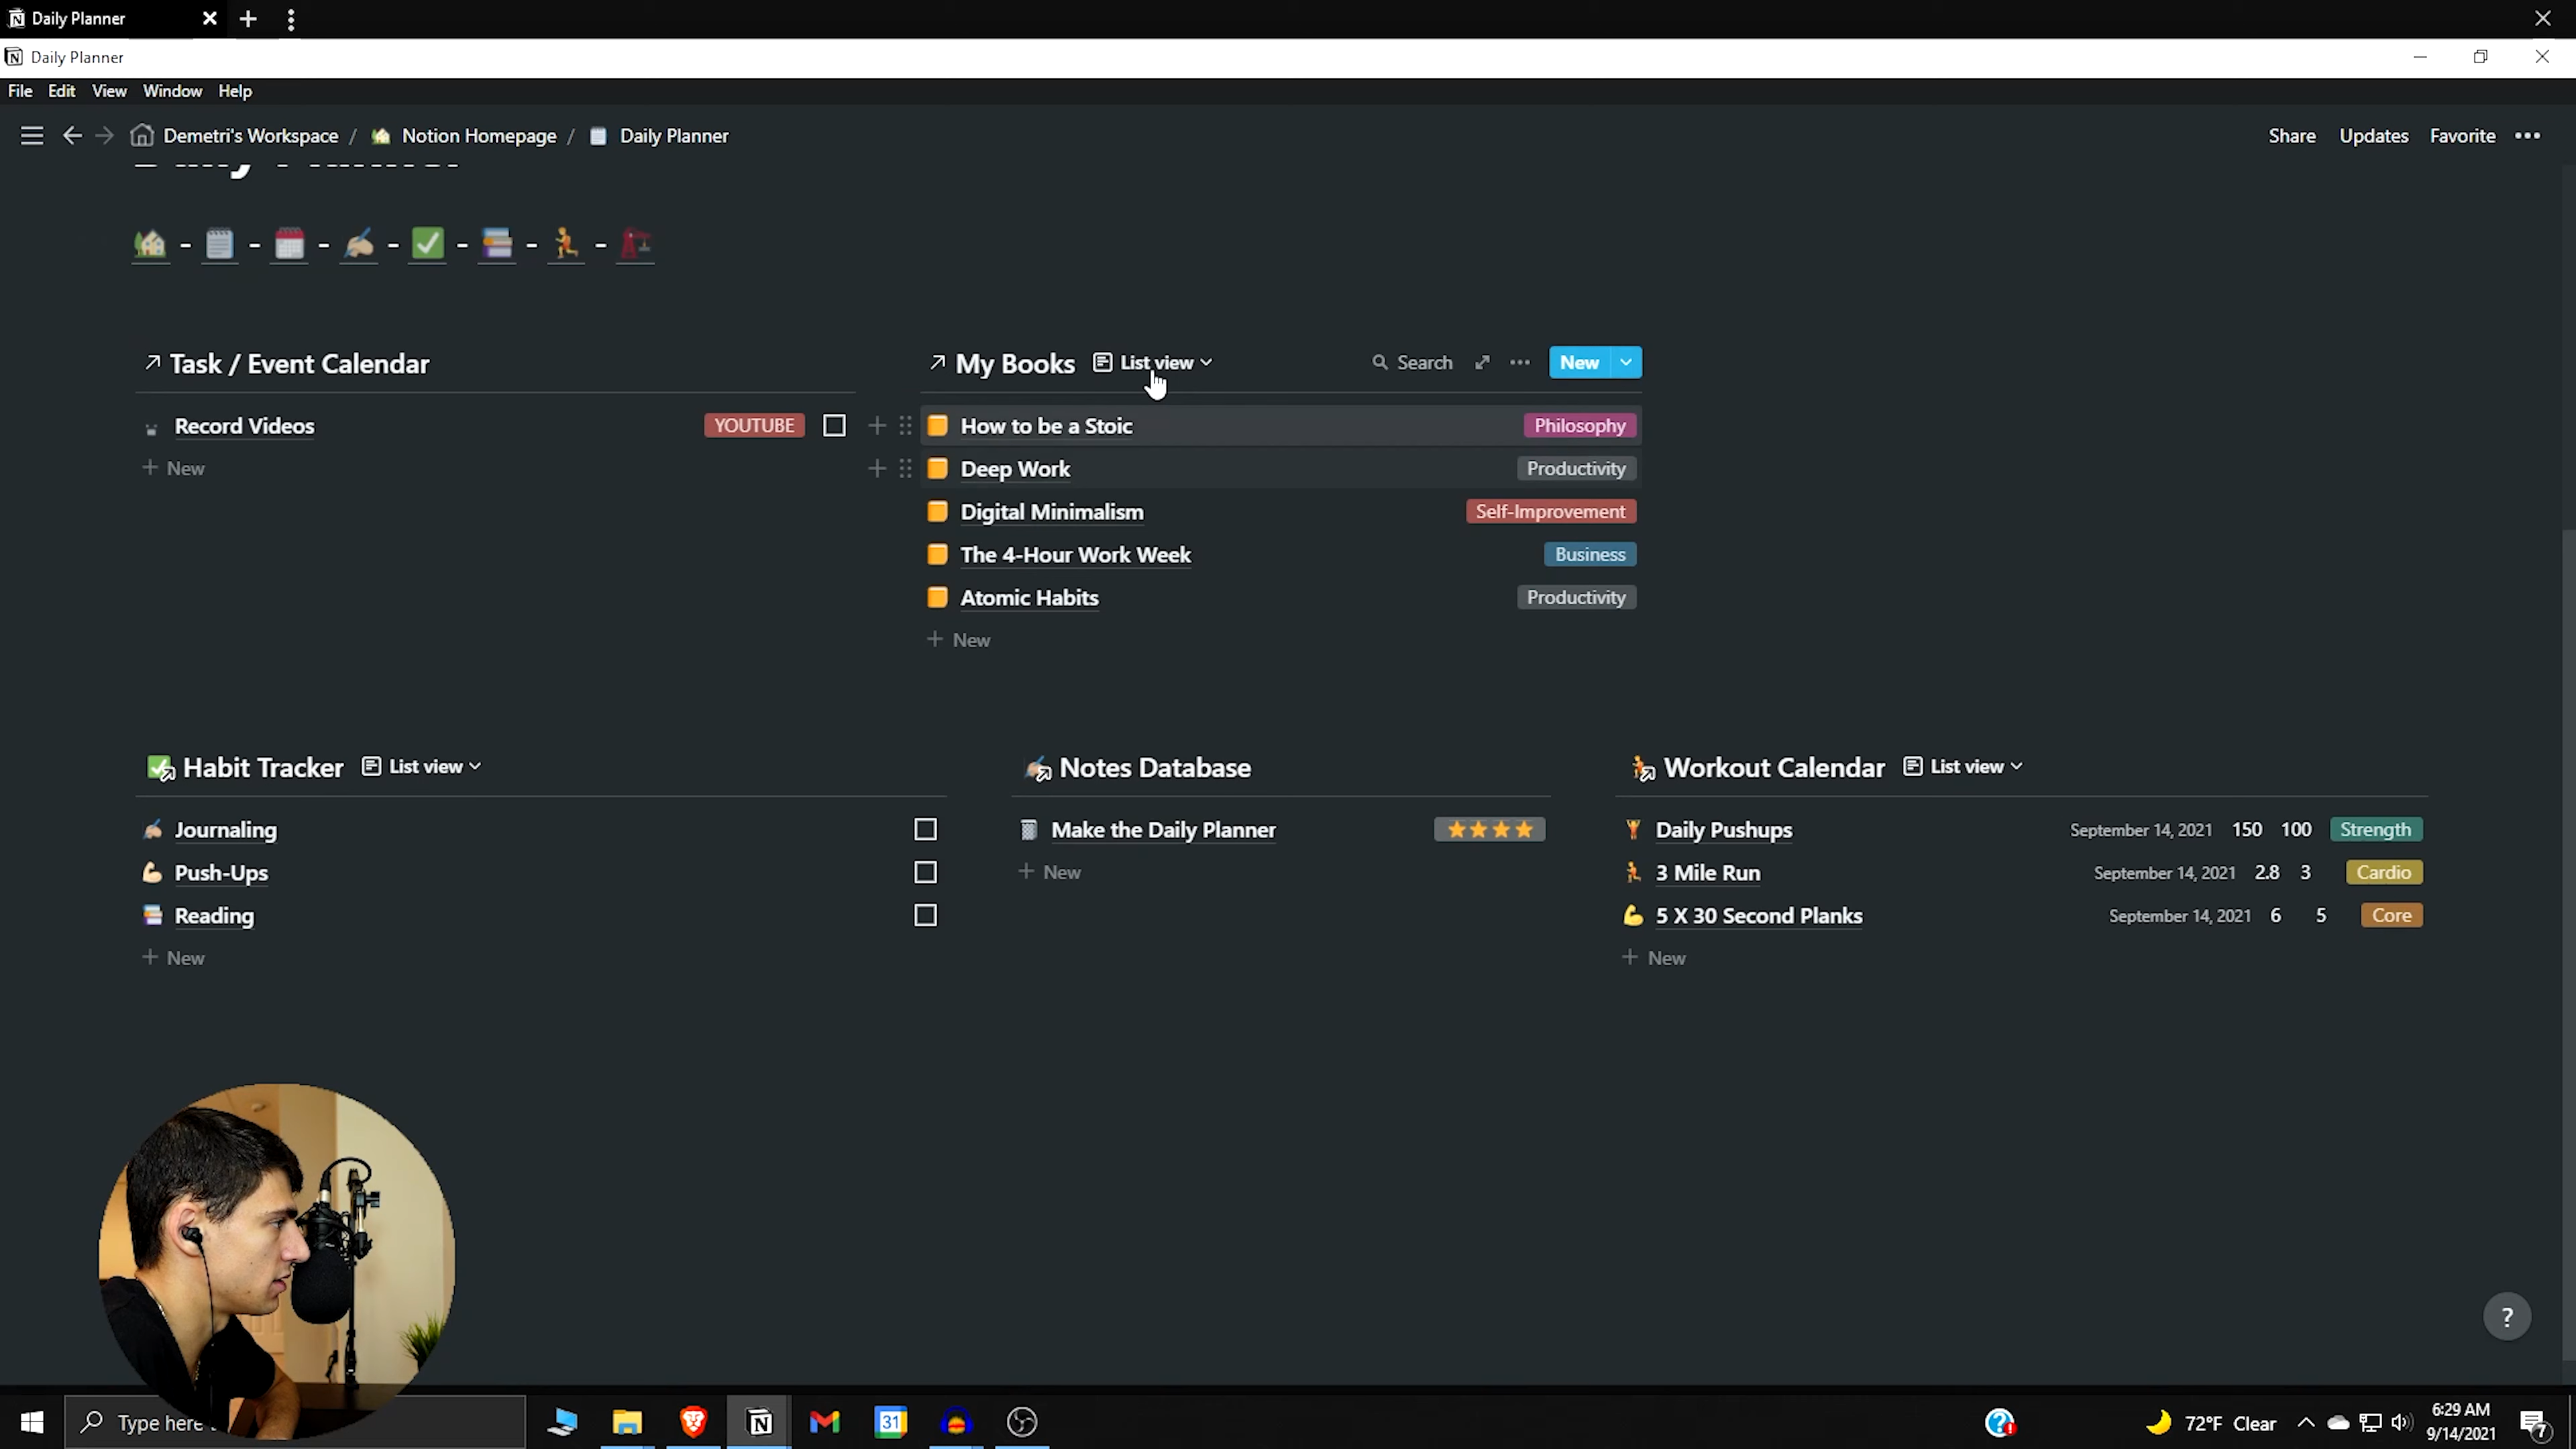 Daily Planner
Daily Planner
File Edit View Window Help
Demetri's Workspace / Notion Homepage / Daily Planner
Share Updates Favorite
- - - - - - -
Task / Event Calendar
Record Videos YOUTUBE
+ New
My Books List view Search New
How to be a Stoic Philosophy
Deep Work Productivity
Digital Minimalism Self-Improvement
The 4-Hour Work Week Business
Atomic Habits Productivity
+ New
Habit Tracker List view
Journaling
Push-Ups
Reading
+ New
Notes Database
Make the Daily Planner
+ New
Workout Calendar List view
Daily Pushups September 14, 2021 150 100 Strength
3 Mile Run September 14, 2021 2.8 3 Cardio
5 X 30 Second Planks September 14, 2021 6 5 Core
+ New
?
Type here
31
72°F Clear
6:29 AM
9/14/2021
7